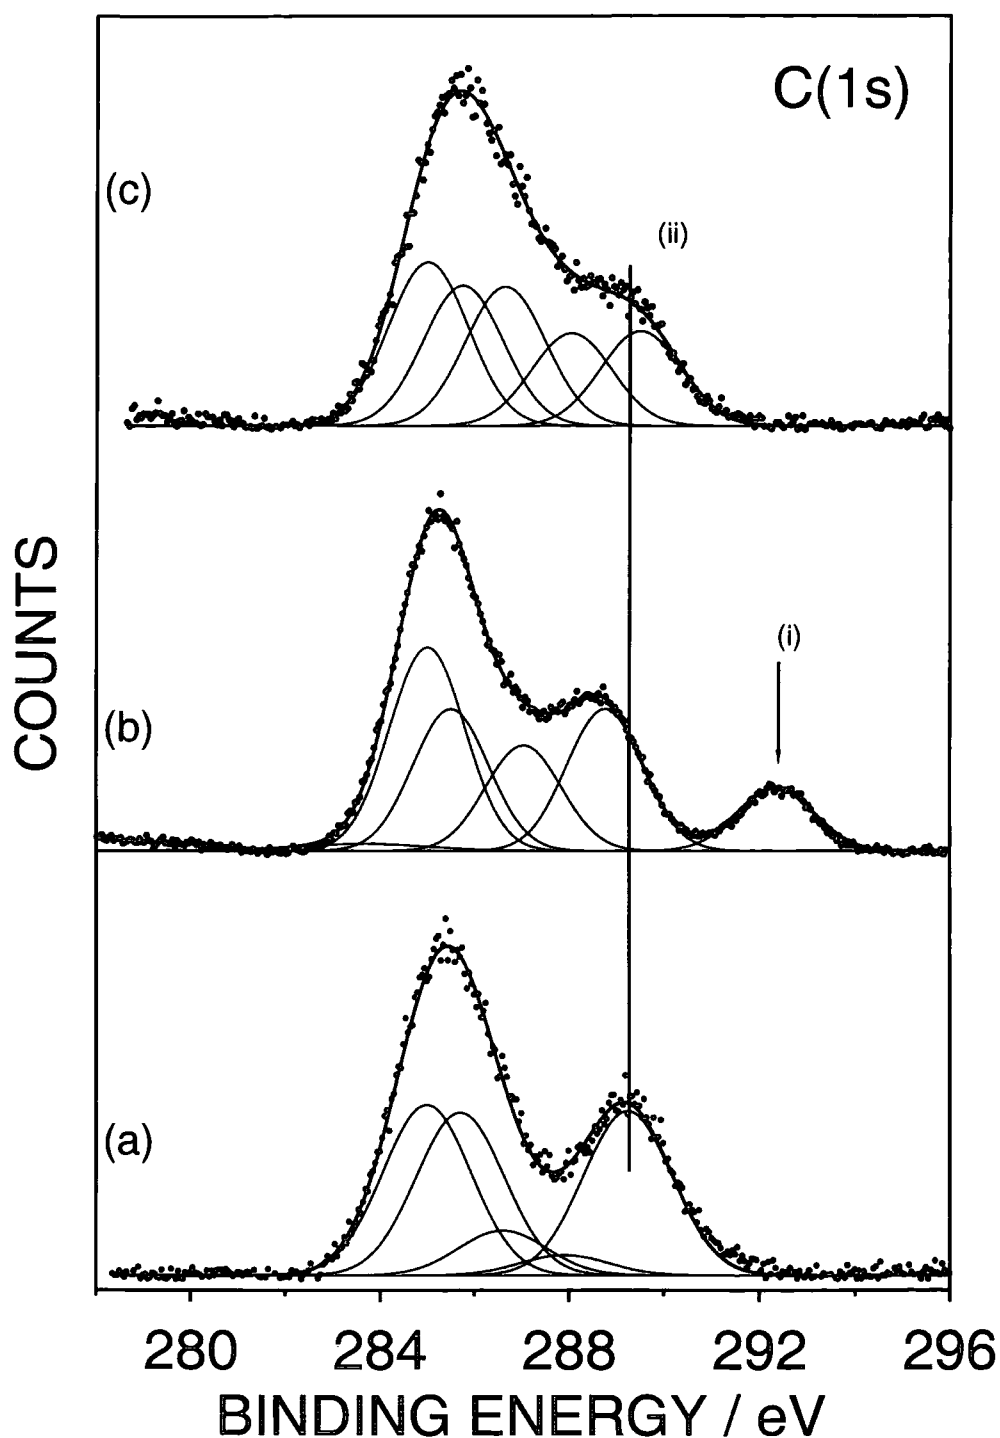 C(1s)
(c)
(ii)
COUNTS
(i)
(b)
(a)
280 284 288 292 296
BINDING ENERGY / eV